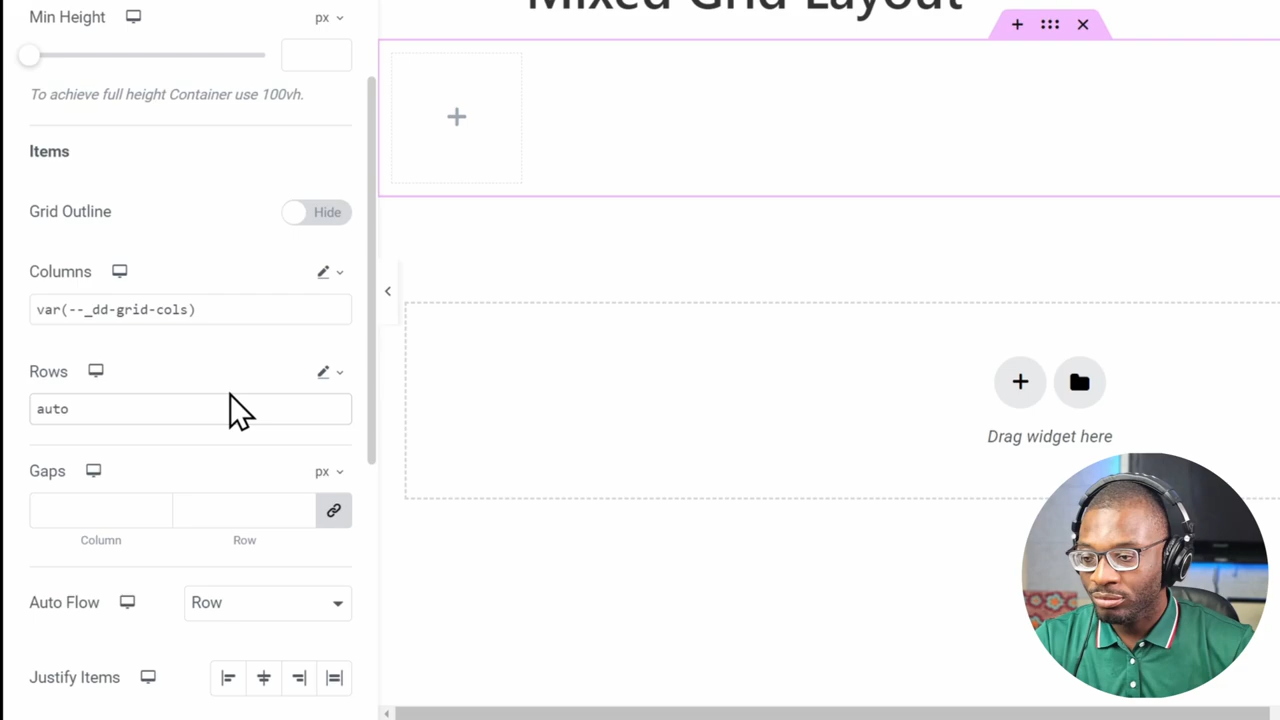 Mixed Grid Layout
Min Height px
To achieve full height Container use 100vh.
Items
Grid Outline Hide
Columns
var(--_dd-grid-cols)
Rows
auto
Gaps px
Column Row
Auto Flow Row
Justify Items
Drag widget here